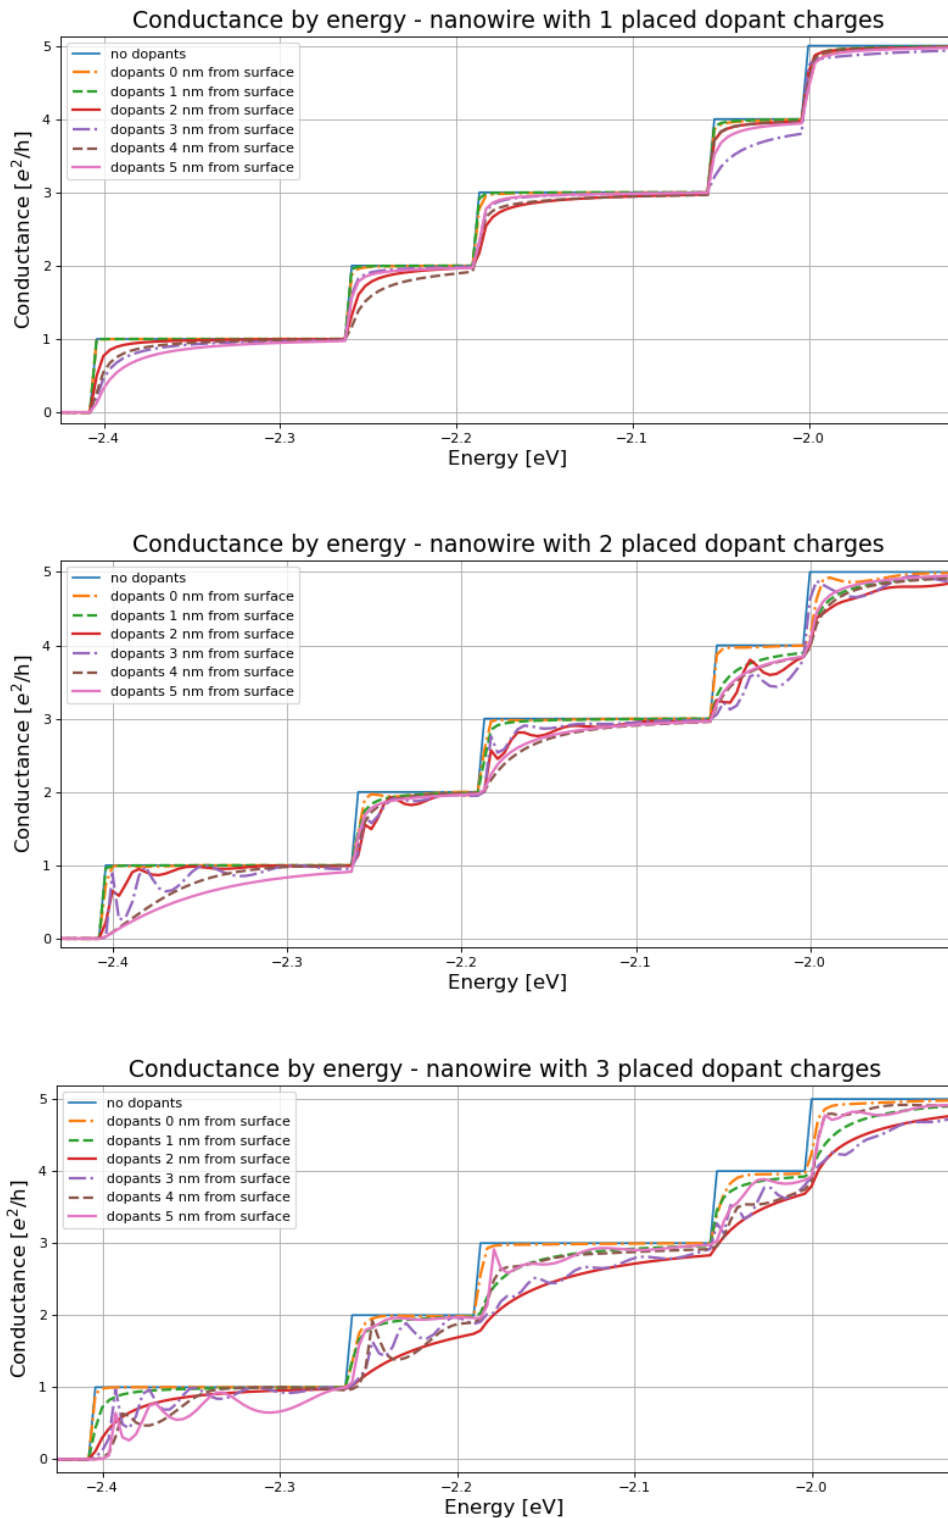 Conductance by energy - nanowire with 1 placed dopant charges
5
4
3
2
1
0
Conductance [e²/h]
no dopants
dopants 0 nm from surface
dopants 1 nm from surface
dopants 2 nm from surface
dopants 3 nm from surface
dopants 4 nm from surface
dopants 5 nm from surface
−2.4 −2.3 −2.2 −2.1 −2.0
Energy [eV]
Conductance by energy - nanowire with 2 placed dopant charges
5
4
3
2
1
0
Conductance [e²/h]
no dopants
dopants 0 nm from surface
dopants 1 nm from surface
dopants 2 nm from surface
dopants 3 nm from surface
dopants 4 nm from surface
dopants 5 nm from surface
−2.4 −2.3 −2.2 −2.1 −2.0
Energy [eV]
Conductance by energy - nanowire with 3 placed dopant charges
5
4
3
2
1
0
Conductance [e²/h]
no dopants
dopants 0 nm from surface
dopants 1 nm from surface
dopants 2 nm from surface
dopants 3 nm from surface
dopants 4 nm from surface
dopants 5 nm from surface
−2.4 −2.3 −2.2 −2.1 −2.0
Energy [eV]